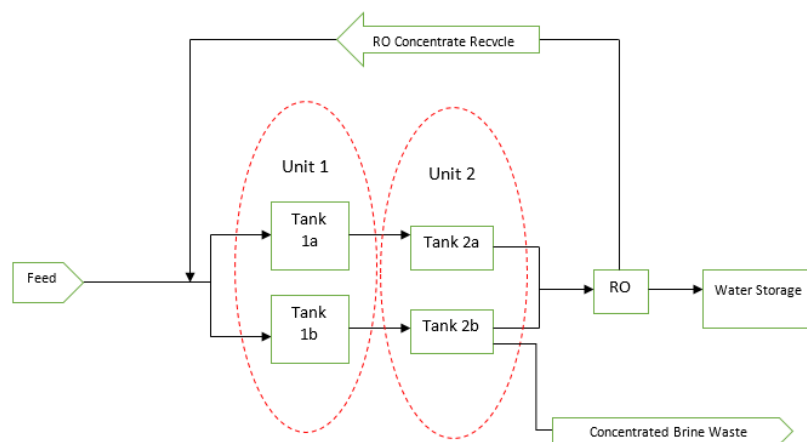 RO Concentrate Recvcle
Unit 1
Unit 2
Tank
1a
Tank 2a
Feed
RO
Water Storage
Tank
1b
Tank 2b
Concentrated Brine Waste